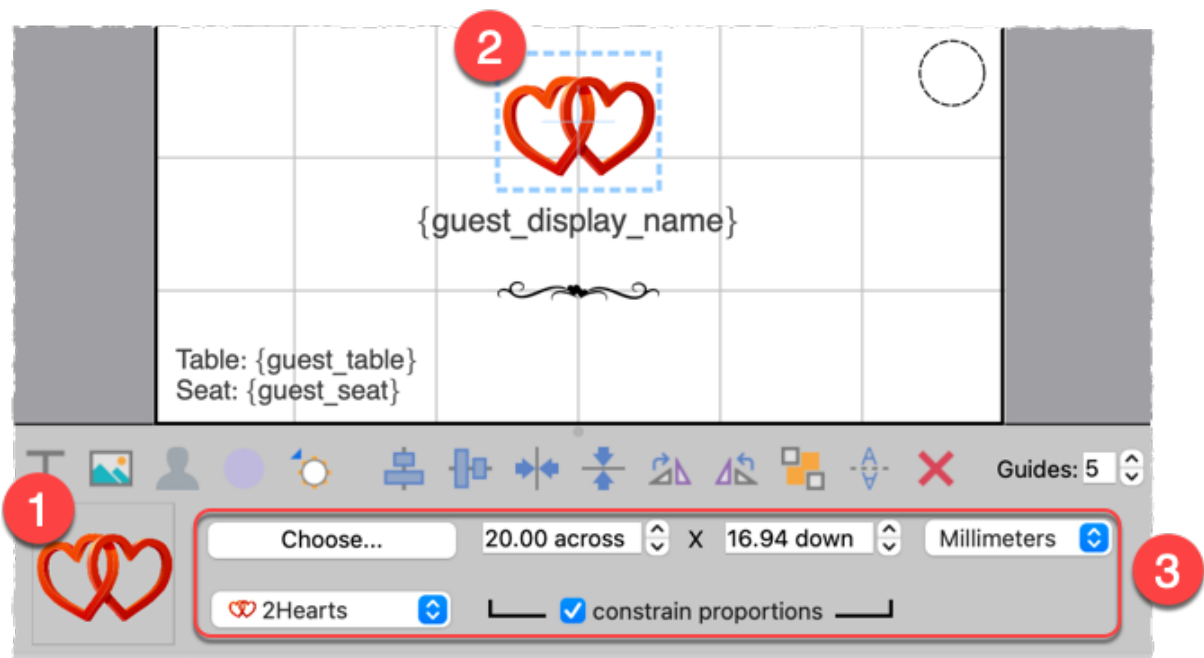 2
{guest_display_name}
Table: {guest_table}
Seat: {guest_seat}
T
Guides: 5
1
Choose...
20.00 across
X
16.94 down
Millimeters
3
2Hearts
constrain proportions